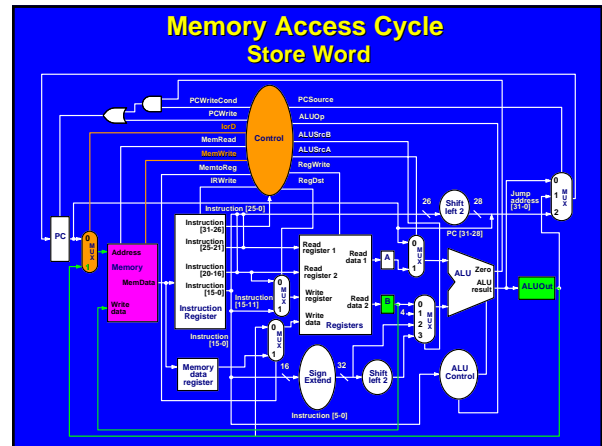 Memory Access Cycle
Store Word
PCWriteCond
PCSource
PCWrite
ALUOp
IorD
Control
ALUSrcB
MemRead
ALUSrcA
MemWrite
RegWrite
MemtoReg
RegDst
IRWrite
Instruction [25-0]
26
Shift
left 2
28
Jump
address
[31-0]
0
1
2
M
U
X
PC [31-28]
PC
0
1
M
U
X
Address
Memory
MemData
Write
data
Instruction
[31-26]
Instruction
[25-21]
Instruction
[20-16]
Instruction
[15-0]
Instruction
Register
Instruction
[15-11]
0
1
M
U
X
Instruction
[15-0]
0
1
M
U
X
Read
register 1
Read
register 2
Write
register
Write
data
Read
data 1
Read
data 2
Registers
A
B
0
1
M
U
X
4
0
1
2
3
M
U
X
ALU
Zero
ALU
result
ALUOut
Memory
data
register
16
Sign
Extend
32
Shift
left 2
ALU
Control
Instruction [5-0]